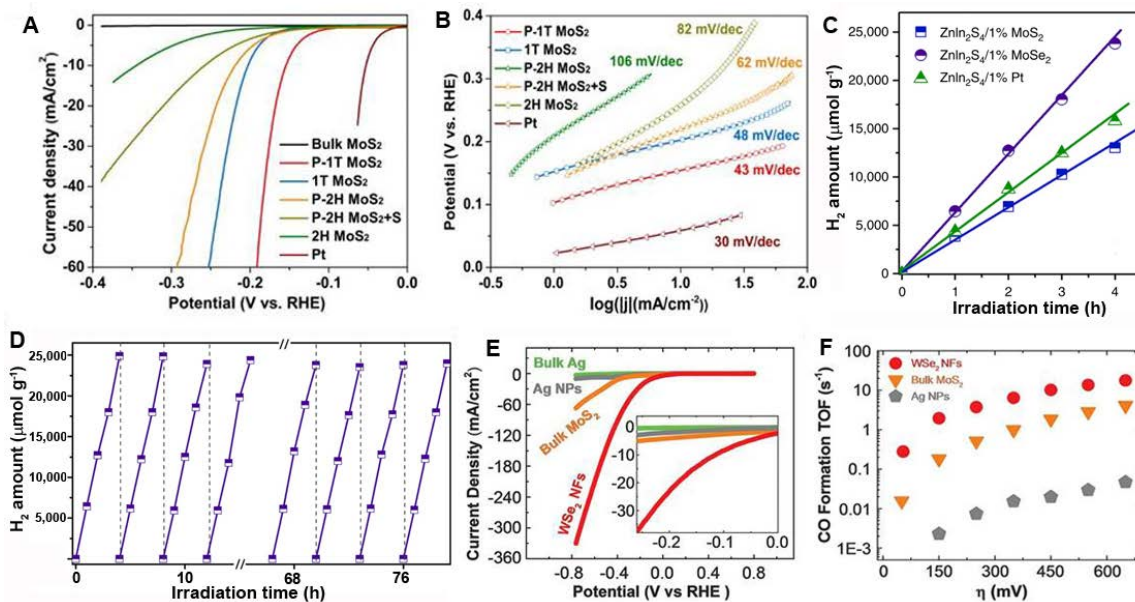 A
Current density (mA/cm²)
0
-10
-20
-30
-40
-50
-60
Bulk MoS₂
P-1T MoS₂
1T MoS₂
P-2H MoS₂
P-2H MoS₂+S
2H MoS₂
Pt
-0.4 -0.3 -0.2 -0.1 0.0
Potential (V vs. RHE)
B
Potential (V vs. RHE)
0.4
0.3
0.2
0.1
0.0
P-1T MoS₂
1T MoS₂
P-2H MoS₂
P-2H MoS₂+S
2H MoS₂
Pt
106 mV/dec
82 mV/dec
62 mV/dec
48 mV/dec
43 mV/dec
30 mV/dec
-0.5 0.0 0.5 1.0 1.5 2.0
log(|j|(mA/cm⁻²))
C
H₂ amount (μmol g⁻¹)
25,000
20,000
15,000
10,000
5,000
0
ZnIn₂S₄/1% MoS₂
ZnIn₂S₄/1% MoSe₂
ZnIn₂S₄/1% Pt
0 1 2 3 4
Irradiation time (h)
D
H₂ amount (μmol g⁻¹)
25,000
20,000
15,000
10,000
5,000
//
//
0 10 68 76
Irradiation time (h)
E
Current Density (mA/cm²)
0
-60
-120
-180
-240
-300
-360
Bulk Ag
Ag NPs
Bulk MoS₂
WSe₂ NFs
0
-10
-20
-30
-0.2 -0.1 0.0
-0.8 -0.4 0.0 0.4 0.8
Potential (V vs RHE )
F
CO Formation TOF (s⁻¹)
1000
100
10
1
0.1
0.01
1E-3
WSe₂ NFs
Bulk MoS₂
Ag NPs
0 150 300 450 600
η (mV)